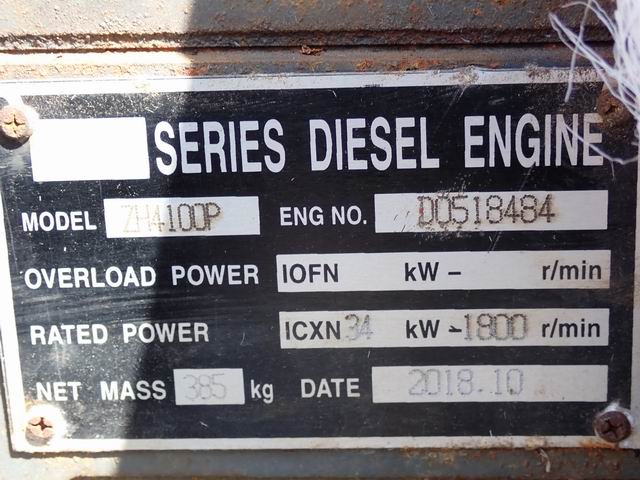 SERIES DIESEL ENGINE
MODEL ZH4100P ENG NO. D0518484
OVERLOAD POWER IOFN kW – r/min
RATED POWER ICXN 34 kW – 1800 r/min
NET MASS 385 kg DATE 2018.10